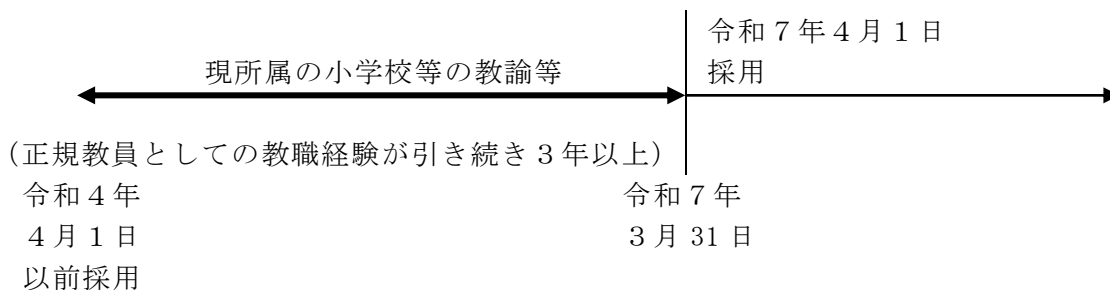 令和７年４月１日
採用
現所属の小学校等の教諭等
（正規教員としての教職経験が引き続き３年以上）
令和４年
４月１日
以前採用
令和７年
３月 31 日